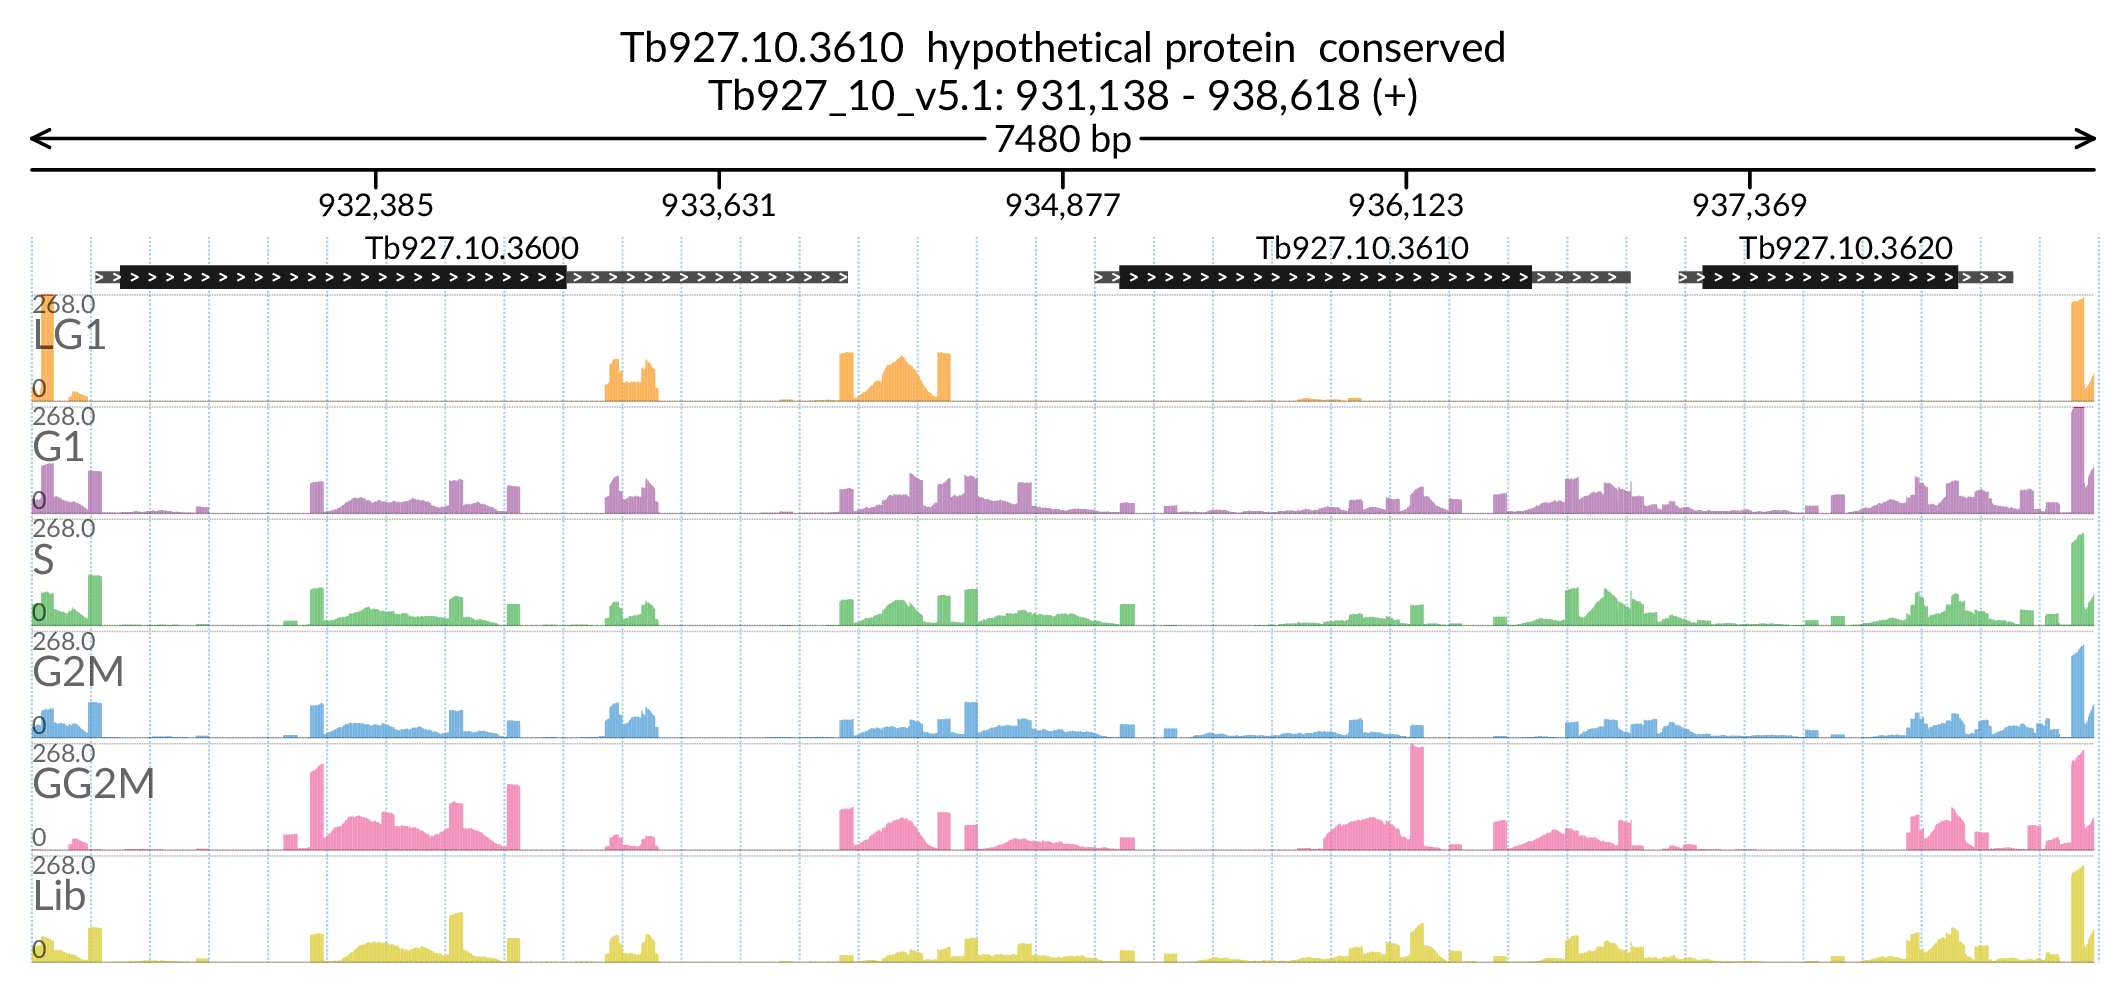 Tb927.10.3610 hypothetical protein conserved
Tb927_10_v5.1: 931,138 - 938,618 (+)
7480 bp
932,385 933,631 934,877 936,123 937,369
Tb927.10.3600 Tb927.10.3610 Tb927.10.3620
268.0
LG1
0
268.0
G1
0
268.0
S
0
268.0
G2M
0
268.0
GG2M
0
268.0
Lib
0